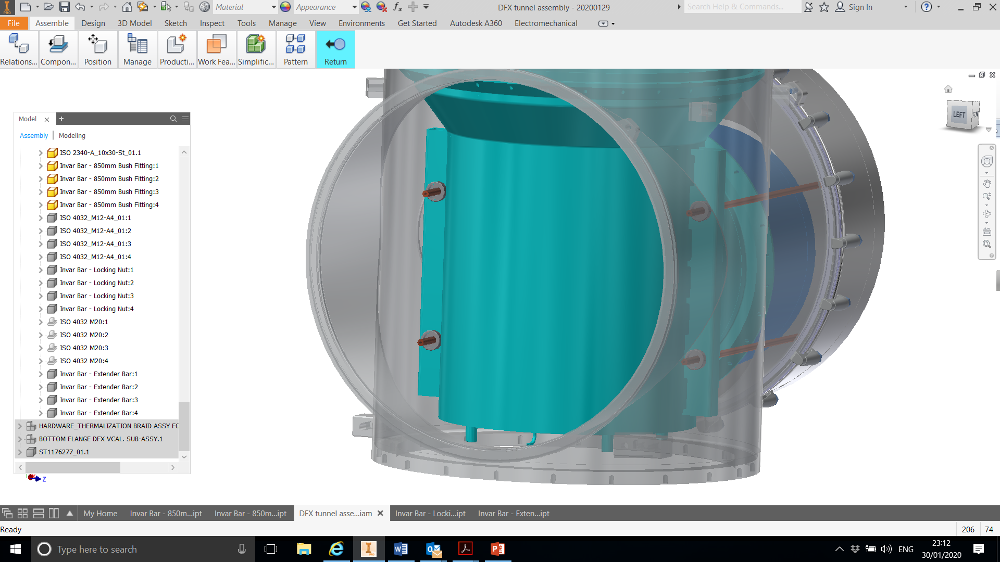 PRO
Material
Appearance
fx
DFX tunnel assembly - 20200129
Search Help & Commands...
Sign In
File
Assemble
Design
3D Model
Sketch
Inspect
Tools
Manage
View
Environments
Get Started
Autodesk A360
Electromechanical
Relations...
Compon...
Position
Manage
Producti...
Work Fea...
Simplific...
Pattern
Return
LEFT
Model
Assembly
Modeling
ISO 2340-A_10x30-St_01.1
Invar Bar - 850mm Bush Fitting:1
Invar Bar - 850mm Bush Fitting:2
Invar Bar - 850mm Bush Fitting:3
Invar Bar - 850mm Bush Fitting:4
ISO 4032_M12-A4_01:1
ISO 4032_M12-A4_01:2
ISO 4032_M12-A4_01:3
ISO 4032_M12-A4_01:4
Invar Bar - Locking Nut:1
Invar Bar - Locking Nut:2
Invar Bar - Locking Nut:3
Invar Bar - Locking Nut:4
ISO 4032 M20:1
ISO 4032 M20:2
ISO 4032 M20:3
ISO 4032 M20:4
Invar Bar - Extender Bar:1
Invar Bar - Extender Bar:2
Invar Bar - Extender Bar:3
Invar Bar - Extender Bar:4
HARDWARE_THERMALIZATION BRAID ASSY FC
BOTTOM FLANGE DFX VCAL. SUB-ASSY.1
ST1176277_01.1
Z
My Home
Invar Bar - 850m...ipt
Invar Bar - 850m...ipt
DFX tunnel asse...iam
Invar Bar - Locki...ipt
Invar Bar - Exten...ipt
Ready
206
74
Type here to search
ENG
23:12
30/01/2020